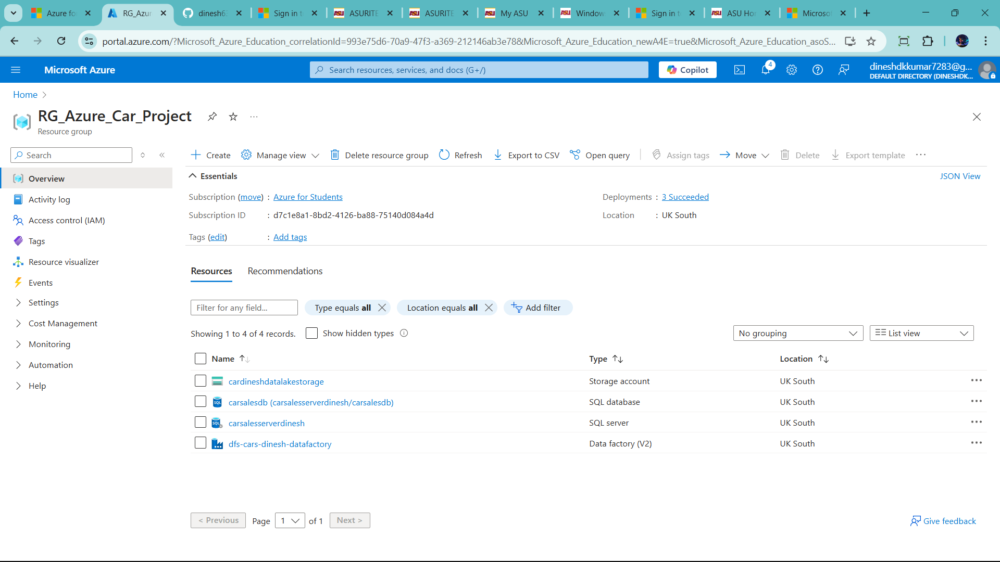 Azure fo
RG_Azur
dinesh63
Sign in t
ASURITE
ASURITE
My ASU
Window
Sign in t
ASU Hor
Microsof
portal.azure.com/?Microsoft_Azure_Education_correlationId=993e75d6-70a9-47f3-a369-212146ab3e78&Microsoft_Azure_Education_newA4E=true&Microsoft_Azure_Education_asoS...
Microsoft Azure
Search resources, services, and docs (G+/)
Copilot
4
dineshdkkumar7283@g...
DEFAULT DIRECTORY (DINESHDK...
Home
RG_Azure_Car_Project
Resource group
Search
Create
Manage view
Delete resource group
Refresh
Export to CSV
Open query
Assign tags
Move
Delete
Export template
Overview
Activity log
Access control (IAM)
Tags
Resource visualizer
Events
Settings
Cost Management
Monitoring
Automation
Help
Essentials
JSON View
Subscription (move) : Azure for Students
Deployments : 3 Succeeded
Subscription ID : d7c1e8a1-8bd2-4126-ba88-75140d084a4d
Location : UK South
Tags (edit) : Add tags
Resources
Recommendations
Filter for any field...
Type equals all
Location equals all
Add filter
Showing 1 to 4 of 4 records.
Show hidden types
No grouping
List view
Name
Type
Location
cardineshdatalakestorage
Storage account
UK South
carsalesdb (carsalesserverdinesh/carsalesdb)
SQL database
UK South
carsalesserverdinesh
SQL server
UK South
dfs-cars-dinesh-datafactory
Data factory (V2)
UK South
< Previous
Page 1 of 1
Next >
Give feedback